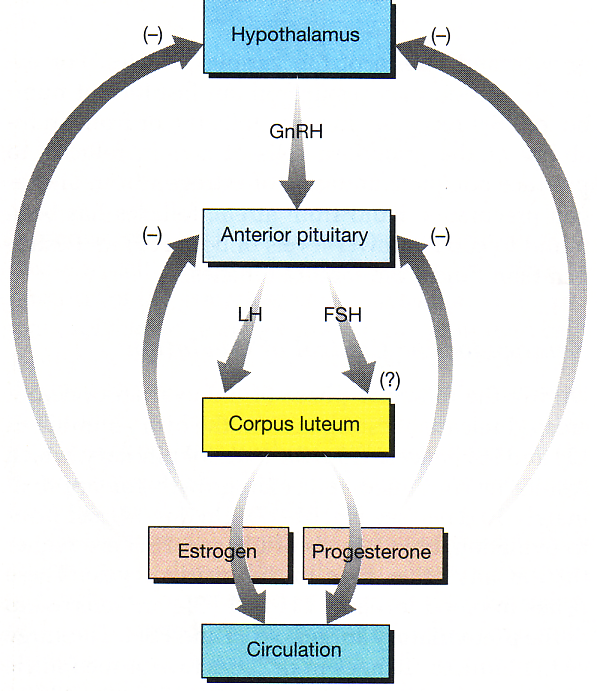 (–) Hypothalamus (–)
GnRH
(–) Anterior pituitary (–)
LH FSH
(?)
Corpus luteum
Estrogen Progesterone
Circulation